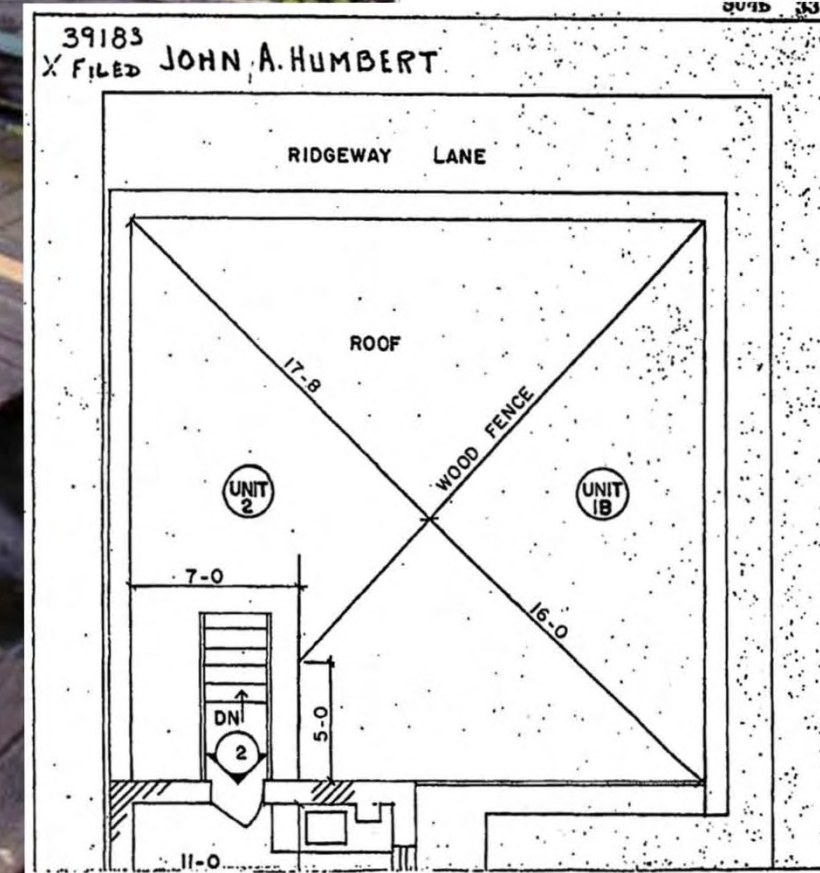 39183
X FILED JOHN A. HUMBERT
RIDGEWAY LANE
ROOF
17-8
WOOD FENCE
UNIT
2
UNIT
1B
7-0
16-0
5-0
DN
2
11-0